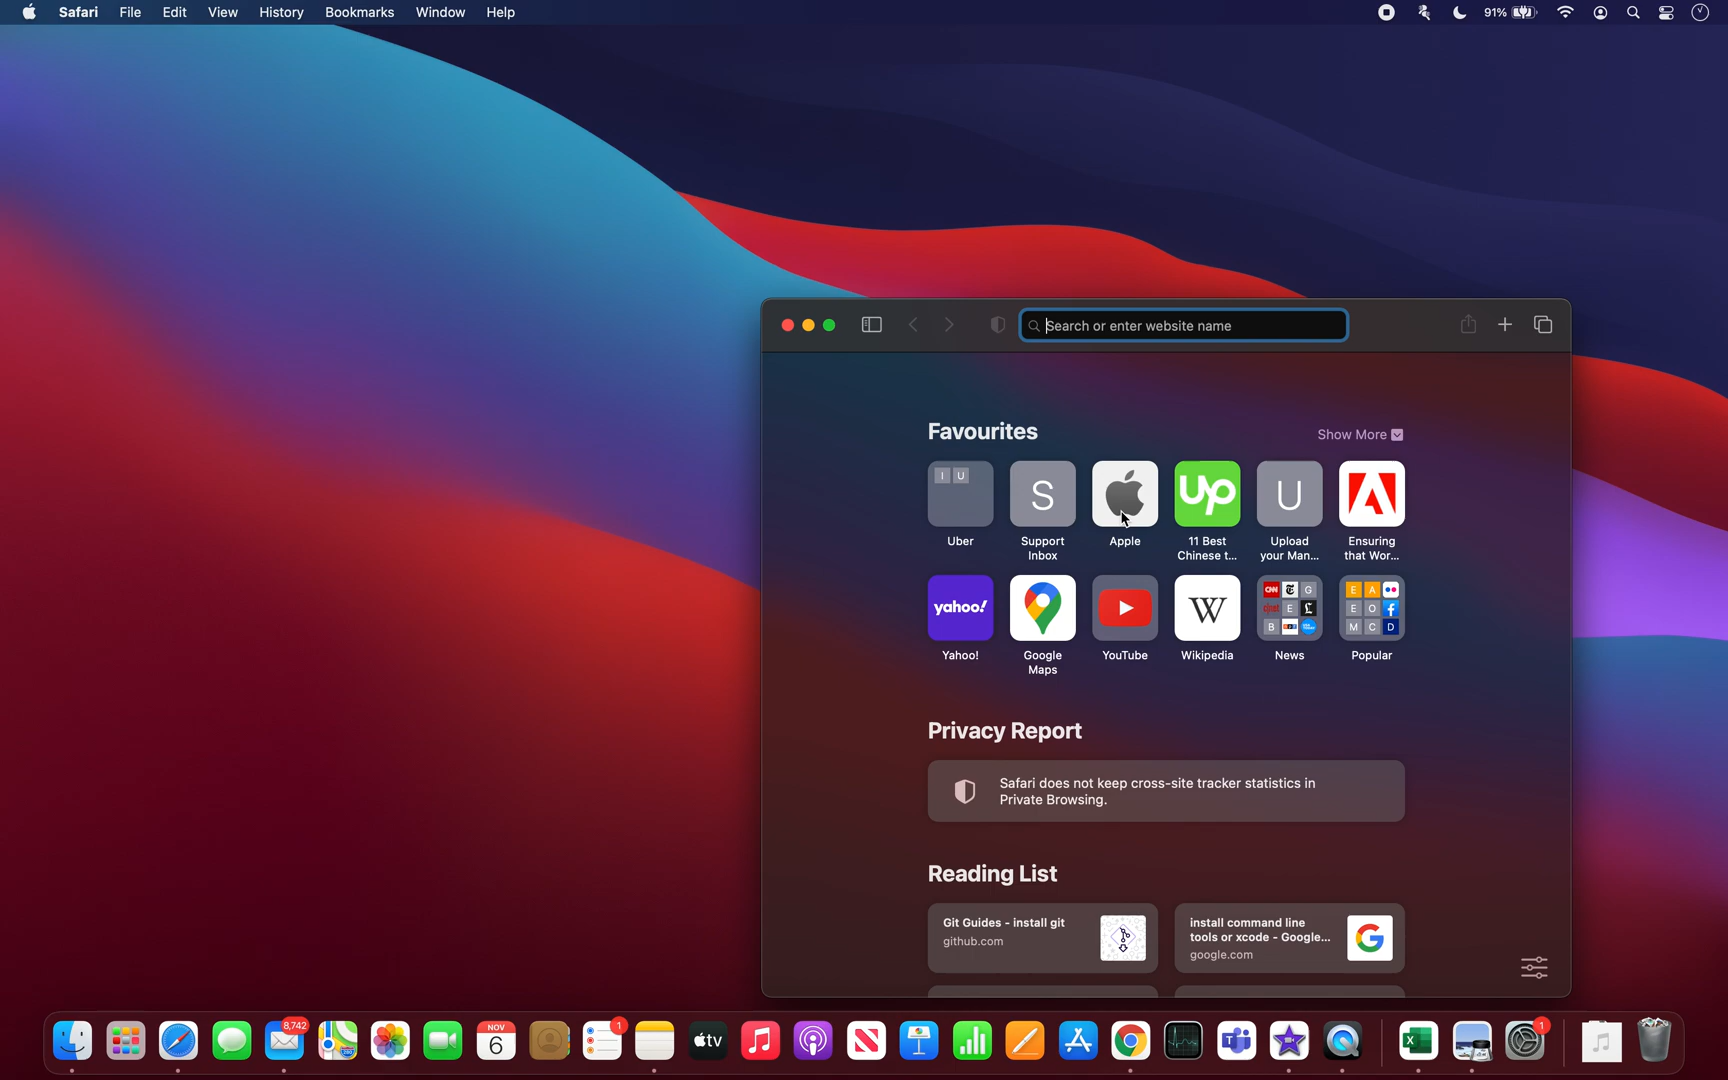 Safari File Edit View History Bookmarks Window Help 91%
Search or enter website name
Favourites Show More
I U S Up U
Uber Support Inbox Apple 11 Best Chinese t... Upload your Man... Ensuring that Wor...
yahoo! W CNN G E L B E A E O f M C D
Yahoo! Google Maps YouTube Wikipedia News Popular
Privacy Report
Safari does not keep cross-site tracker statistics in
Private Browsing.
Reading List
Git Guides - install git
github.com
install command line
tools or xcode - Google...
google.com
8,742 NOV 6 1 tv 1